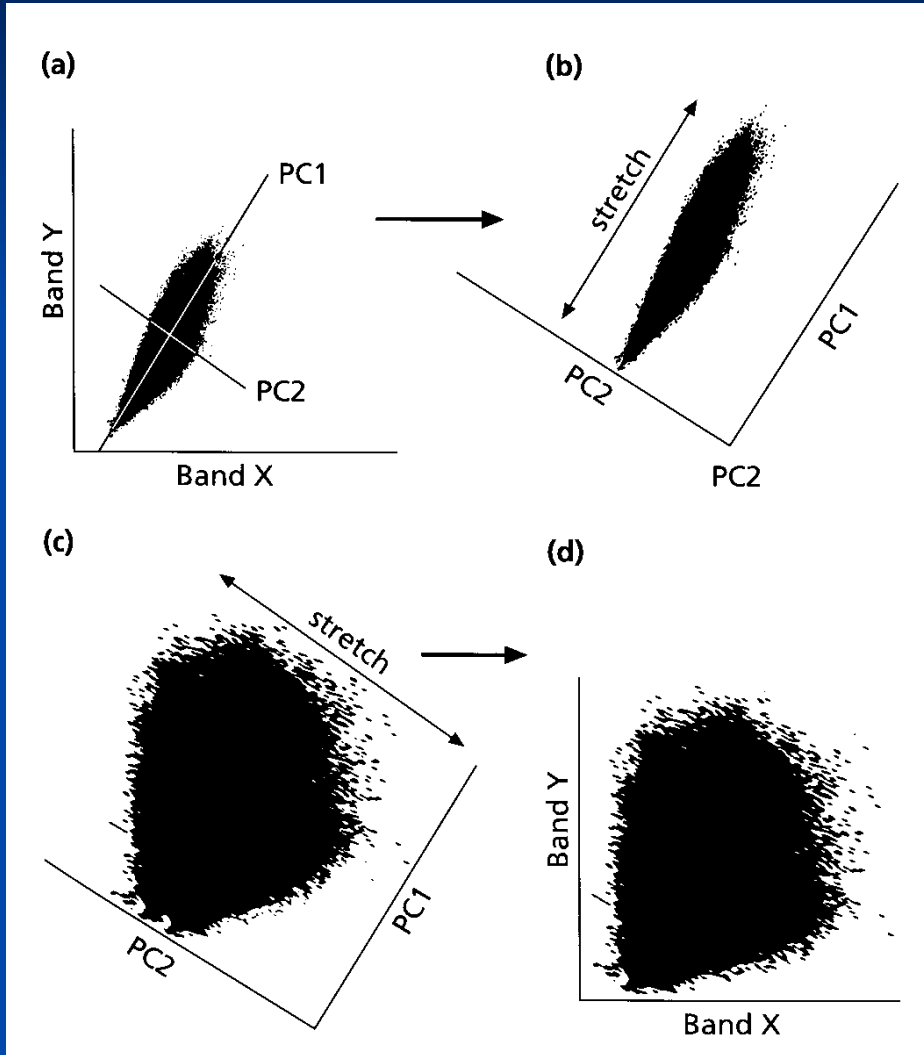 (a)
PC1
Band Y
PC2
Band X
(b)
stretch
PC1
PC2
PC2
(c)
stretch
PC1
PC2
(d)
Band Y
Band X